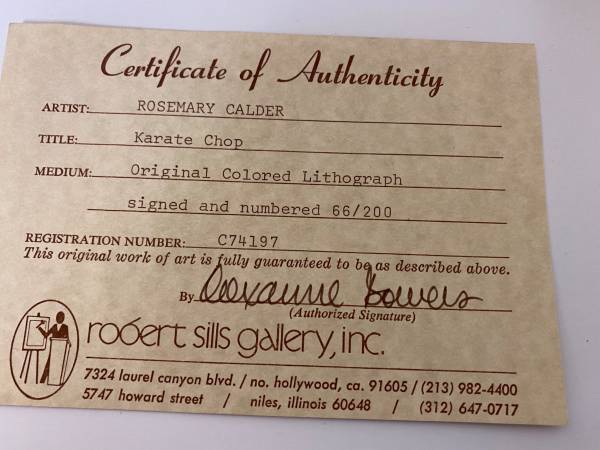 Certificate of Authenticity
ARTIST: ROSEMARY CALDER
TITLE: Karate Chop
MEDIUM: Original Colored Lithograph
signed and numbered 66/200
REGISTRATION NUMBER: C74197
This original work of art is fully guaranteed to be as described above.
By Roxanne Bowers
(Authorized Signature)
robert sills gallery, inc.
7324 laurel canyon blvd. / no. hollywood, ca. 91605 / (213) 982-4400
5747 howard street / niles, illinois 60648 / (312) 647-0717